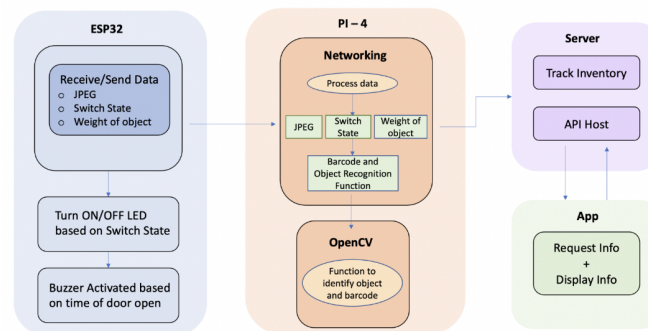 ESP32
Receive/Send Data
o JPEG
o Switch State
o Weight of object
Turn ON/OFF LED
based on Switch State
Buzzer Activated based
on time of door open
PI – 4
Networking
Process data
JPEG
Switch
State
Weight of
object
Barcode and
Object Recognition
Function
OpenCV
Function to
identify object
and barcode
Server
Track Inventory
API Host
App
Request Info
+
Display Info